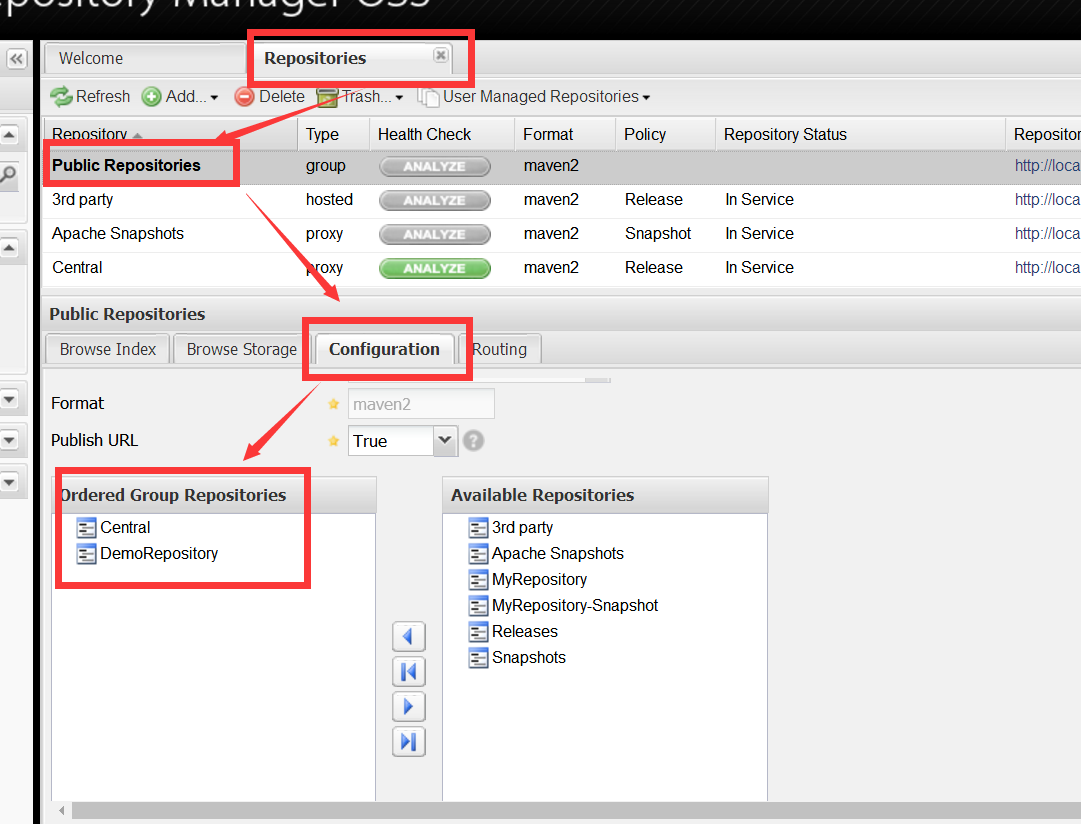 Repository Manager OSS
Welcome
Repositories
Refresh Add... Delete Trash... User Managed Repositories
Repository Type Health Check Format Policy Repository Status
Public Repositories group ANALYZE maven2 http://loca
3rd party hosted ANALYZE maven2 Release In Service http://loca
Apache Snapshots proxy ANALYZE maven2 Snapshot In Service http://loca
Central proxy ANALYZE maven2 Release In Service http://loca
Public Repositories
Browse Index Browse Storage Configuration Routing
Format maven2
Publish URL True
Ordered Group Repositories
Central
DemoRepository
Available Repositories
3rd party
Apache Snapshots
MyRepository
MyRepository-Snapshot
Releases
Snapshots